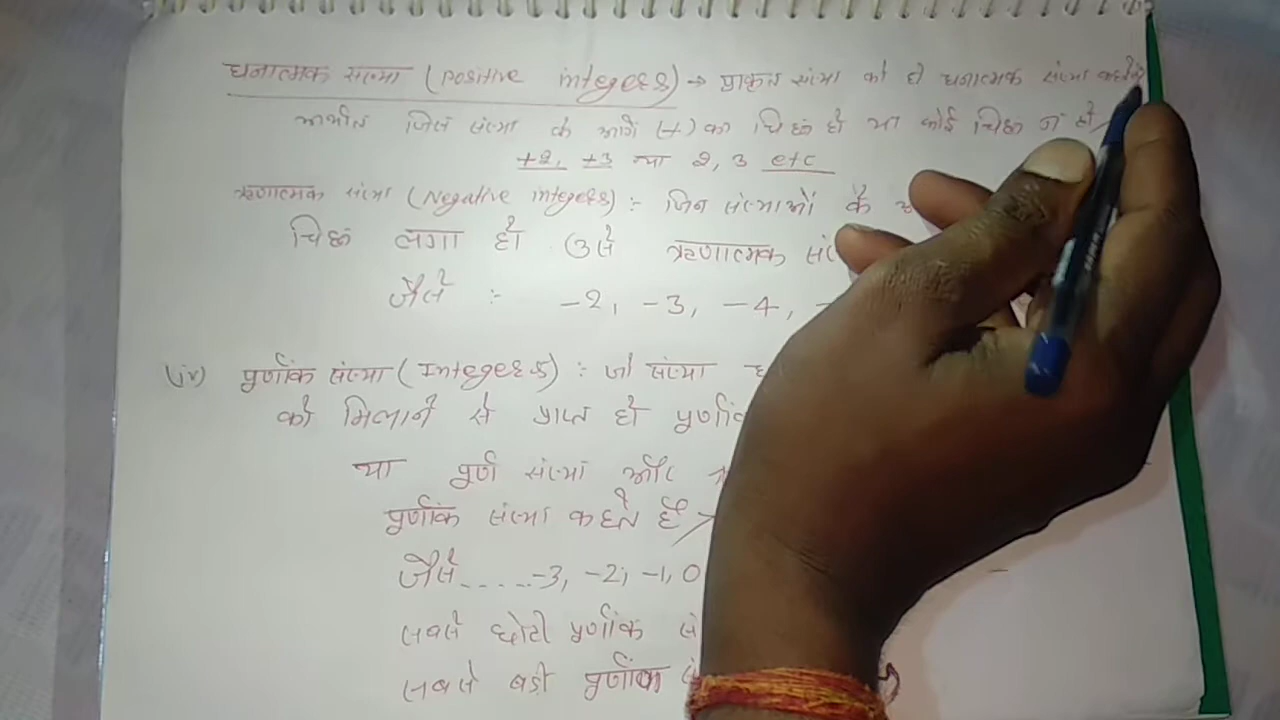 धनात्मक संख्या (Positive integers) → प्राकृत संख्या को ही धनात्मक संख्या कहते है
अर्थात जिस संख्या के आगे (+) का चिह्न हो या कोई चिह्न न हो
+2, +3 या 2, 3 etc
ऋणात्मक संख्या (Negative integers) :- जिन संख्याओं के
चिह्न लगा हो उसे ऋणात्मक
जैसे :- -2, -3, -4,
(iv) पूर्णांक संख्या (Integers) : जो संख्या
को मिलाने से प्राप्त हो
या पूर्ण संख्या और
पूर्णांक संख्या कहते हैं
जैसे.....-3, -2, -1, 0
सबसे छोटी पूर्णांक
सबसे बड़ी पूर्णांक